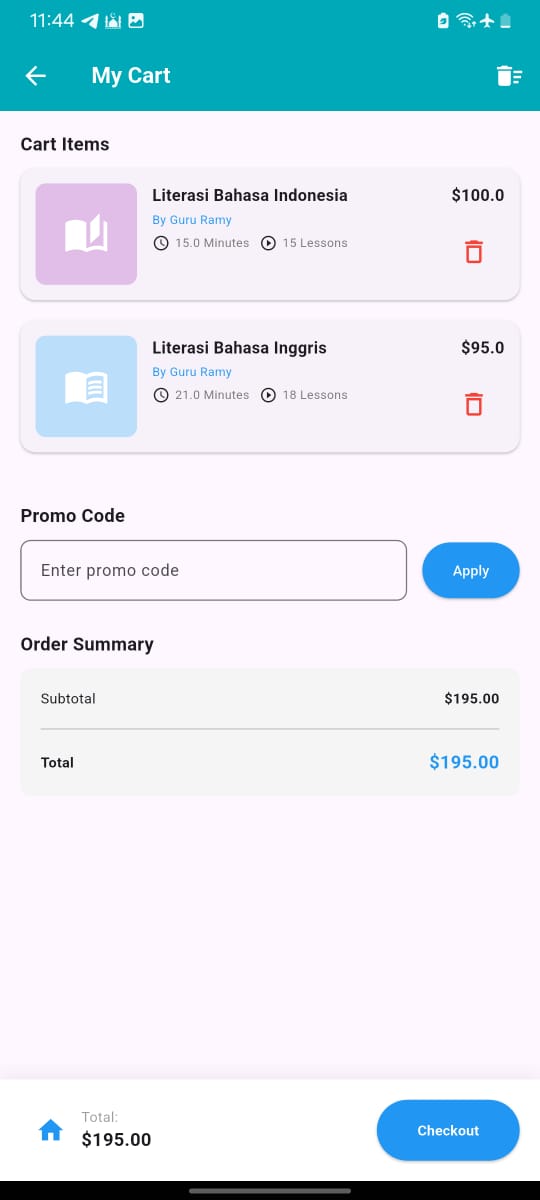 11:44
My Cart
Cart Items
Literasi Bahasa Indonesia $100.0
By Guru Ramy
15.0 Minutes 15 Lessons
Literasi Bahasa Inggris $95.0
By Guru Ramy
21.0 Minutes 18 Lessons
Promo Code
Enter promo code Apply
Order Summary
Subtotal $195.00
Total $195.00
Total:
$195.00
Checkout